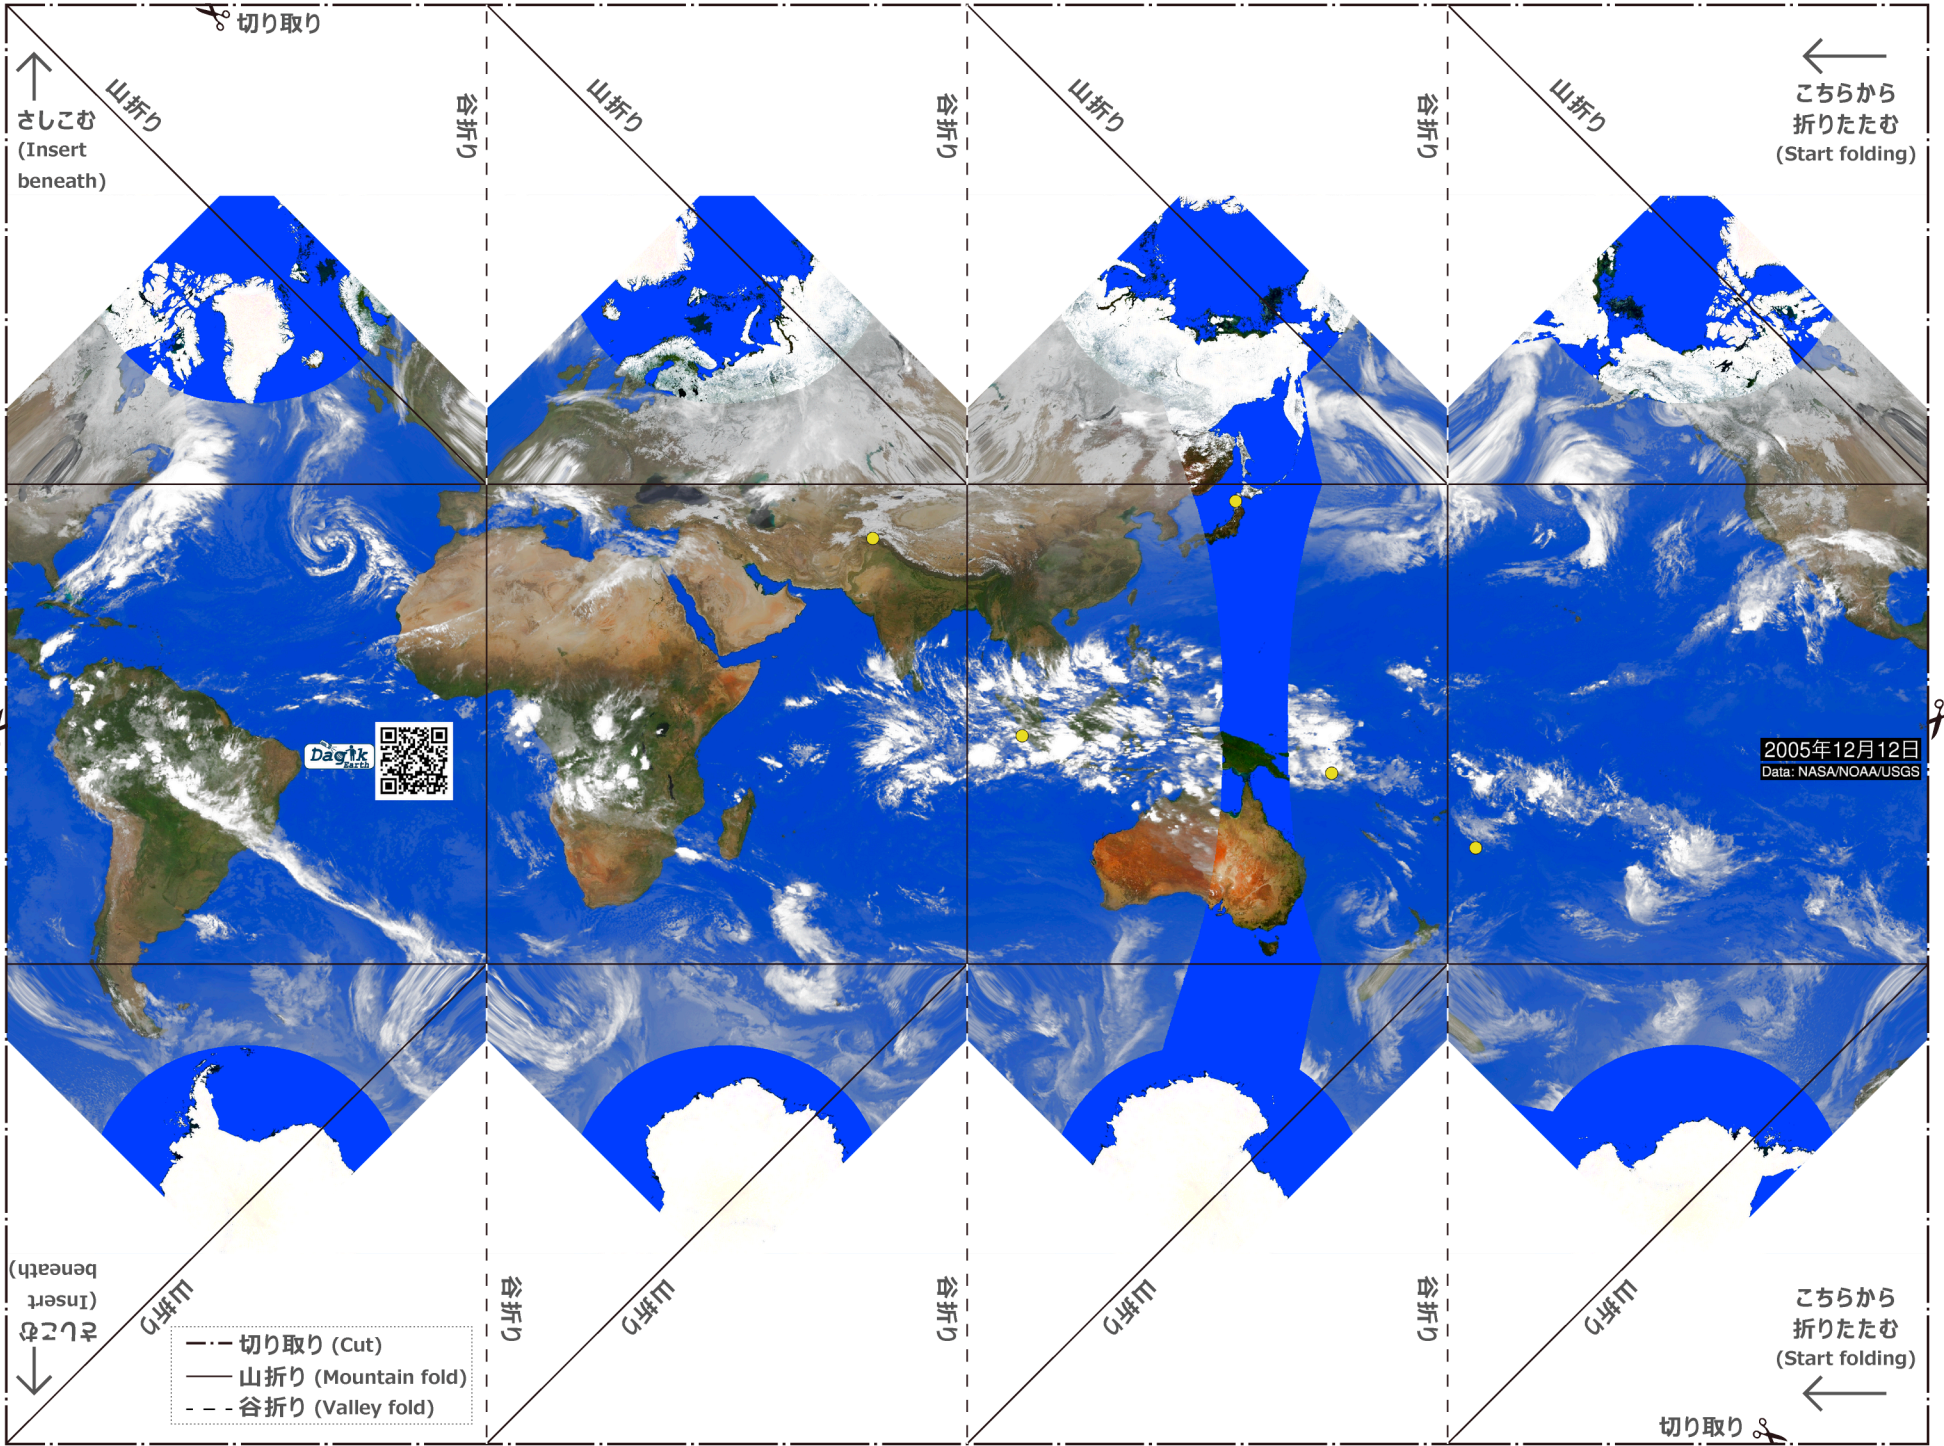 切り取り
山折り
谷折り
山折り
谷折り
山折り
谷折り
山折り
さしこむ
(Insert
beneath)
こちらから
折りたたむ
(Start folding)
Dagik
Earth
2005年12月12日
Data: NASA/NOAA/USGS
さしこむ
(Insert
beneath)
山折り
谷折り
山折り
谷折り
山折り
谷折り
山折り
こちらから
折りたたむ
(Start folding)
切り取り (Cut)
山折り (Mountain fold)
谷折り (Valley fold)
切り取り